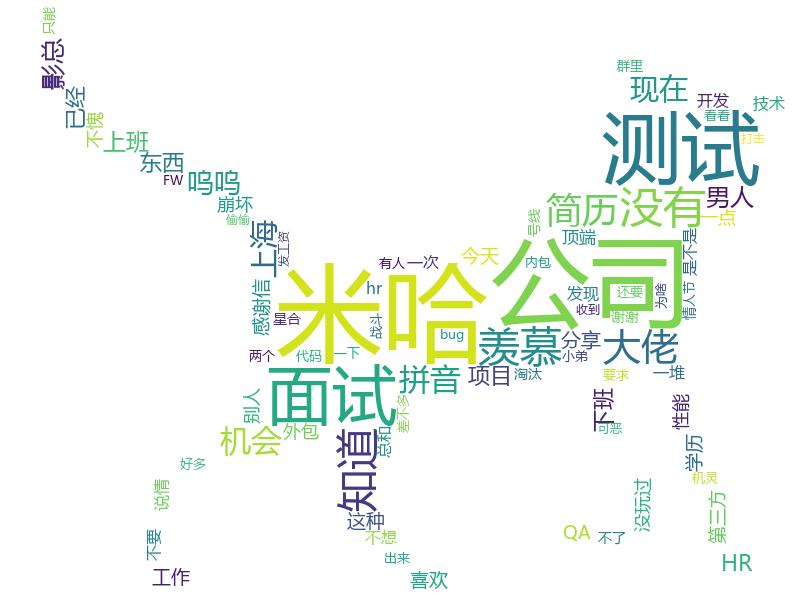 只能
影总
已经
不愧
上班
东西
FW
呜呜
崩坏
偷偷
群里
现在
开发
技术
看看
打击
测试
男人
简历
没有
一点
号线
顶端
是不是
情人节
为啥
上海
发工资
感谢信
有人
一次
今天
内包
公司
米哈
hr
星合
战斗
bug
发现
还要
收到
谢谢
羡慕
分享
大佬
小弟
两个
代码
一下
面试
拼音
项目
淘汰
要求
一堆
别人
差不多
下班
可恶
性能
机会
外包
知道
总和
学历
好多
说情
机灵
没玩过
第三方
这种
不想
QA
不了
不要
出来
工作
喜欢
HR